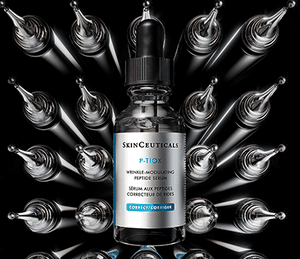 SKINCEUTICALS
P-TIOX
WRINKLE-MODULATING
PEPTIDE SERUM
SÉRUM AUX PEPTIDES
CORRECTEUR DE RIDES
CORRECT/CORRIGER